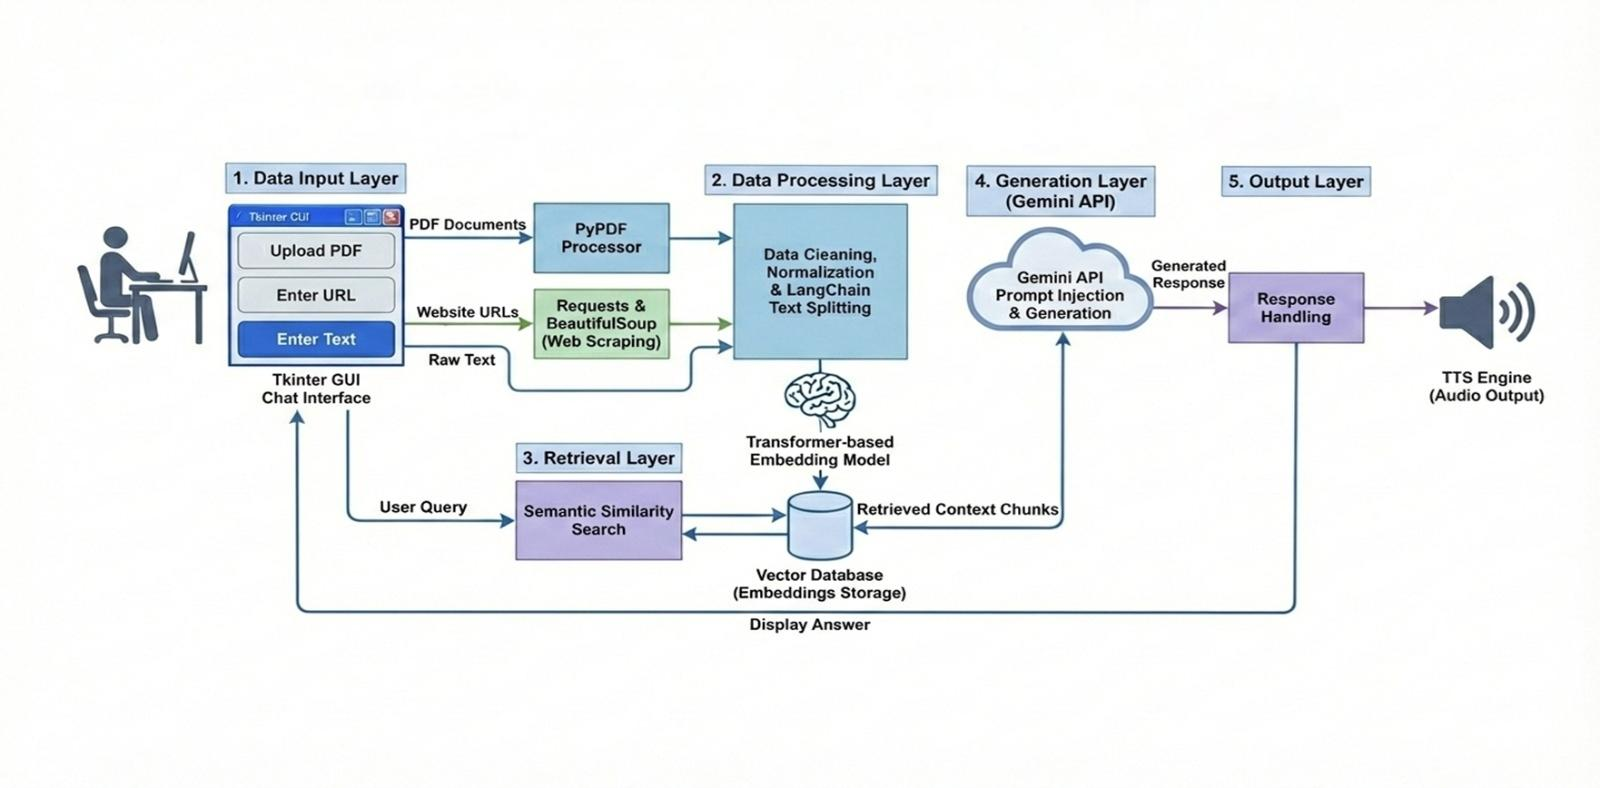 1. Data Input Layer
Tkinter GUI
Upload PDF
Enter URL
Enter Text
Tkinter GUI
Chat Interface
PDF Documents
Website URLs
Raw Text
PyPDF
Processor
Requests &
BeautifulSoup
(Web Scraping)
2. Data Processing Layer
Data Cleaning,
Normalization
& LangChain
Text Splitting
Transformer-based
Embedding Model
3. Retrieval Layer
User Query
Semantic Similarity
Search
Vector Database
(Embeddings Storage)
Retrieved Context Chunks
4. Generation Layer
(Gemini API)
Gemini API
Prompt Injection
& Generation
Generated
Response
5. Output Layer
Response
Handling
TTS Engine
(Audio Output)
Display Answer